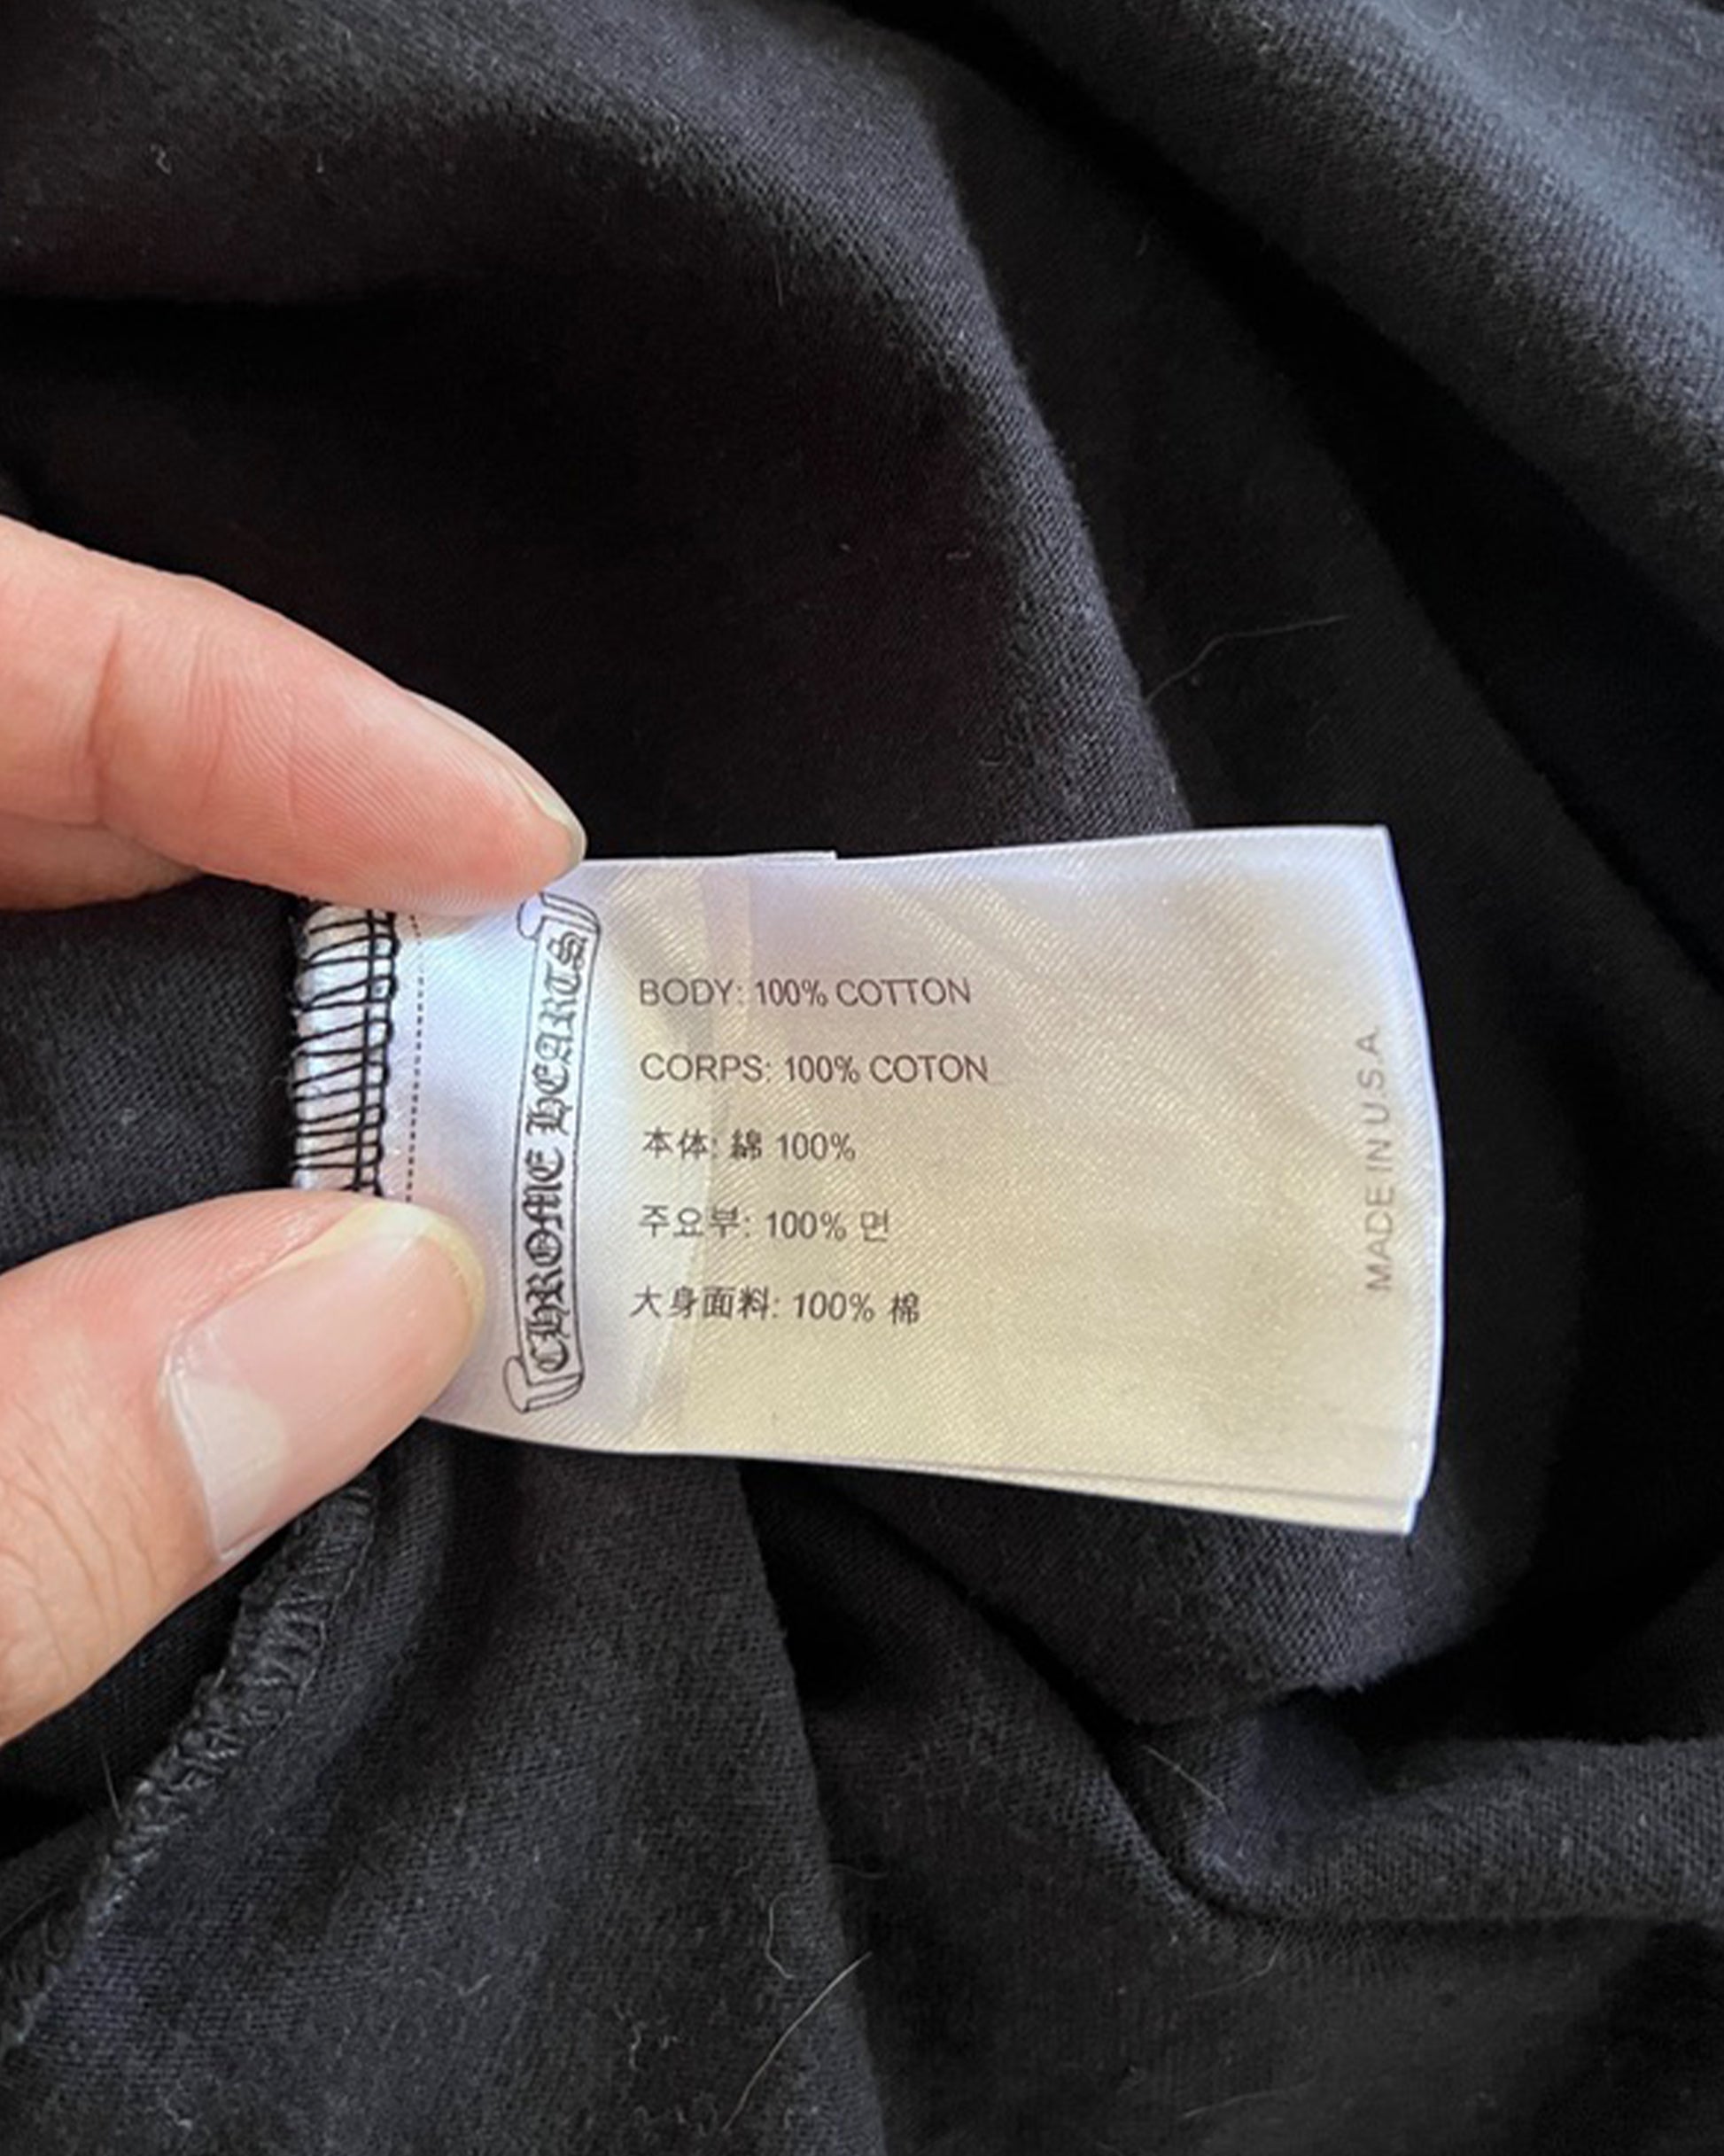 CHROME HEARTS
BODY: 100% COTTON
CORPS: 100% COTON
本体: 綿 100%
주요부: 100% 면
大身面料: 100% 棉
MADE IN U.S.A